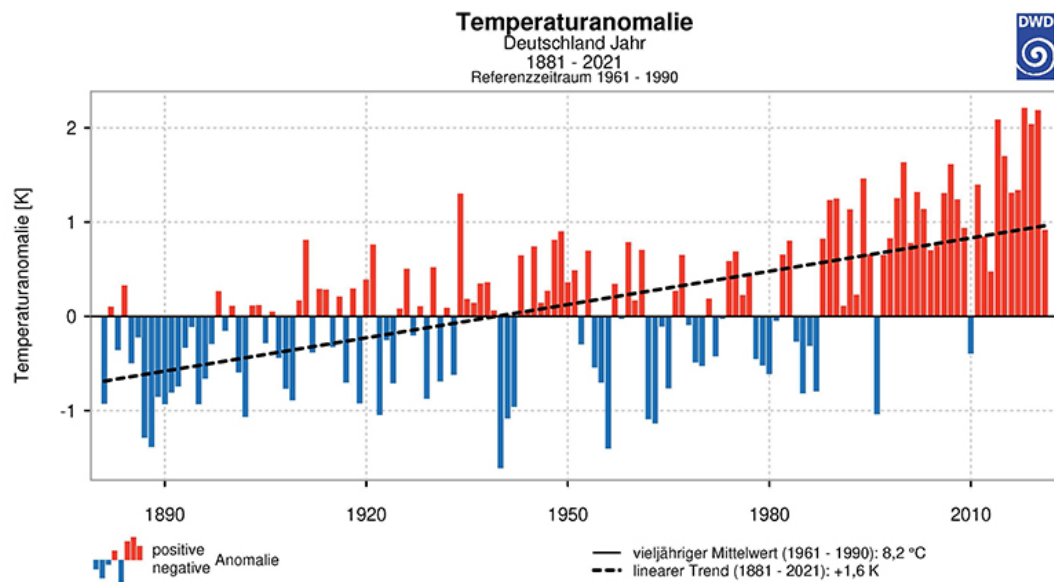 Temperaturanomalie
Deutschland Jahr
1881 - 2021
Referenzzeitraum 1961 - 1990
DWD
Temperaturanomalie [K]
2
1
0
-1
1890 1920 1950 1980 2010
positive
negative Anomalie
vieljähriger Mittelwert (1961 - 1990): 8,2 °C
linearer Trend (1881 - 2021): +1,6 K